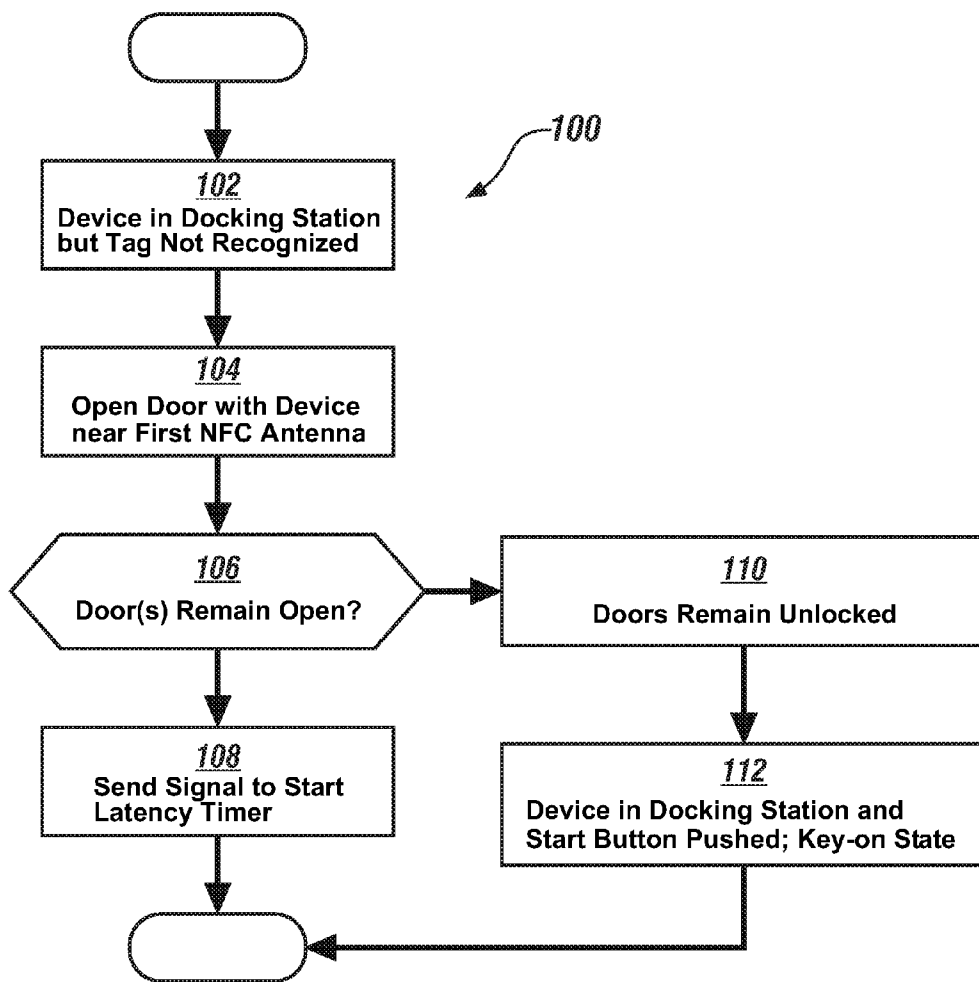 100
102
Device in Docking Station
but Tag Not Recognized
104
Open Door with Device
near First NFC Antenna
106
Door(s) Remain Open?
110
Doors Remain Unlocked
108
Send Signal to Start
Latency Timer
112
Device in Docking Station and
Start Button Pushed; Key-on State